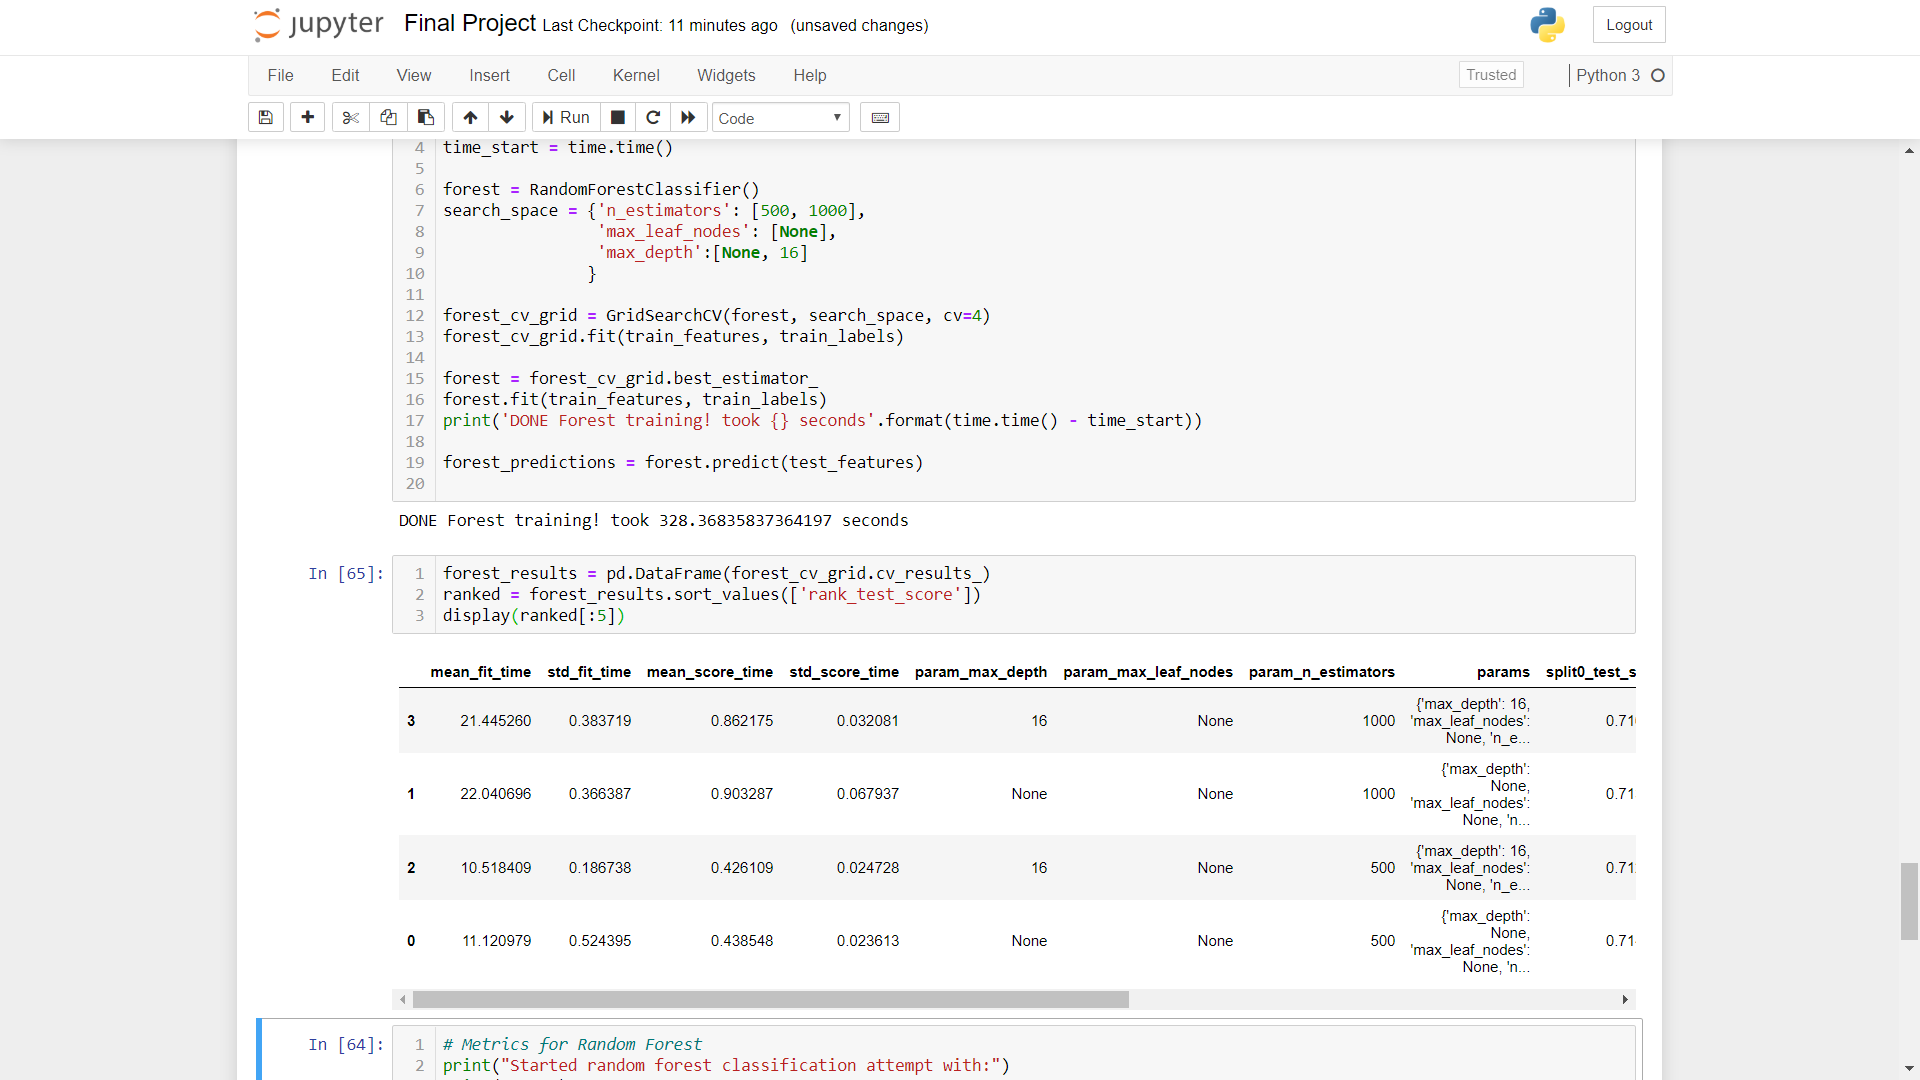 jupyter Final Project Last Checkpoint: 11 minutes ago (unsaved changes) Logout
File Edit View Insert Cell Kernel Widgets Help Trusted Python 3
Run Code
4 time_start = time.time()
5
6 forest = RandomForestClassifier()
7 search_space = {'n_estimators': [500, 1000],
8 'max_leaf_nodes': [None],
9 'max_depth':[None, 16]
10 }
11
12 forest_cv_grid = GridSearchCV(forest, search_space, cv=4)
13 forest_cv_grid.fit(train_features, train_labels)
14
15 forest = forest_cv_grid.best_estimator_
16 forest.fit(train_features, train_labels)
17 print('DONE Forest training! took {} seconds'.format(time.time() - time_start))
18
19 forest_predictions = forest.predict(test_features)
20
DONE Forest training! took 328.36835837364197 seconds
In [65]:
1 forest_results = pd.DataFrame(forest_cv_grid.cv_results_)
2 ranked = forest_results.sort_values(['rank_test_score'])
3 display(ranked[:5])
mean_fit_time std_fit_time mean_score_time std_score_time param_max_depth param_max_leaf_nodes param_n_estimators params split0_test_s
3 21.445260 0.383719 0.862175 0.032081 16 None 1000 {'max_depth': 16, 'max_leaf_nodes': None, 'n_e... 0.71
1 22.040696 0.366387 0.903287 0.067937 None None 1000 {'max_depth': None, 'max_leaf_nodes': None, 'n... 0.71
2 10.518409 0.186738 0.426109 0.024728 16 None 500 {'max_depth': 16, 'max_leaf_nodes': None, 'n_e... 0.71
0 11.120979 0.524395 0.438548 0.023613 None None 500 {'max_depth': None, 'max_leaf_nodes': None, 'n... 0.71
In [64]:
1 # Metrics for Random Forest
2 print("Started random forest classification attempt with:")